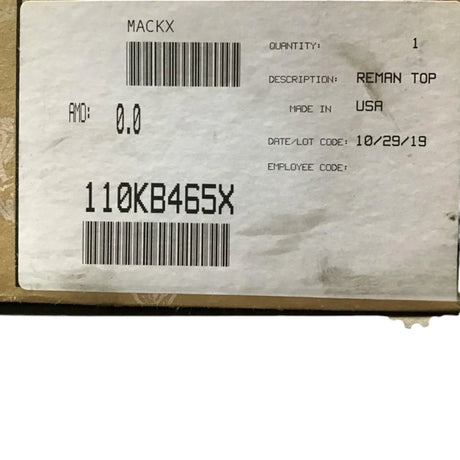 MACKX
QUANTITY: 1
DESCRIPTION: REMAN TOP
AMD: 0.0
MADE IN USA
DATE/LOT CODE: 10/29/19
EMPLOYEE CODE:
110KB465X